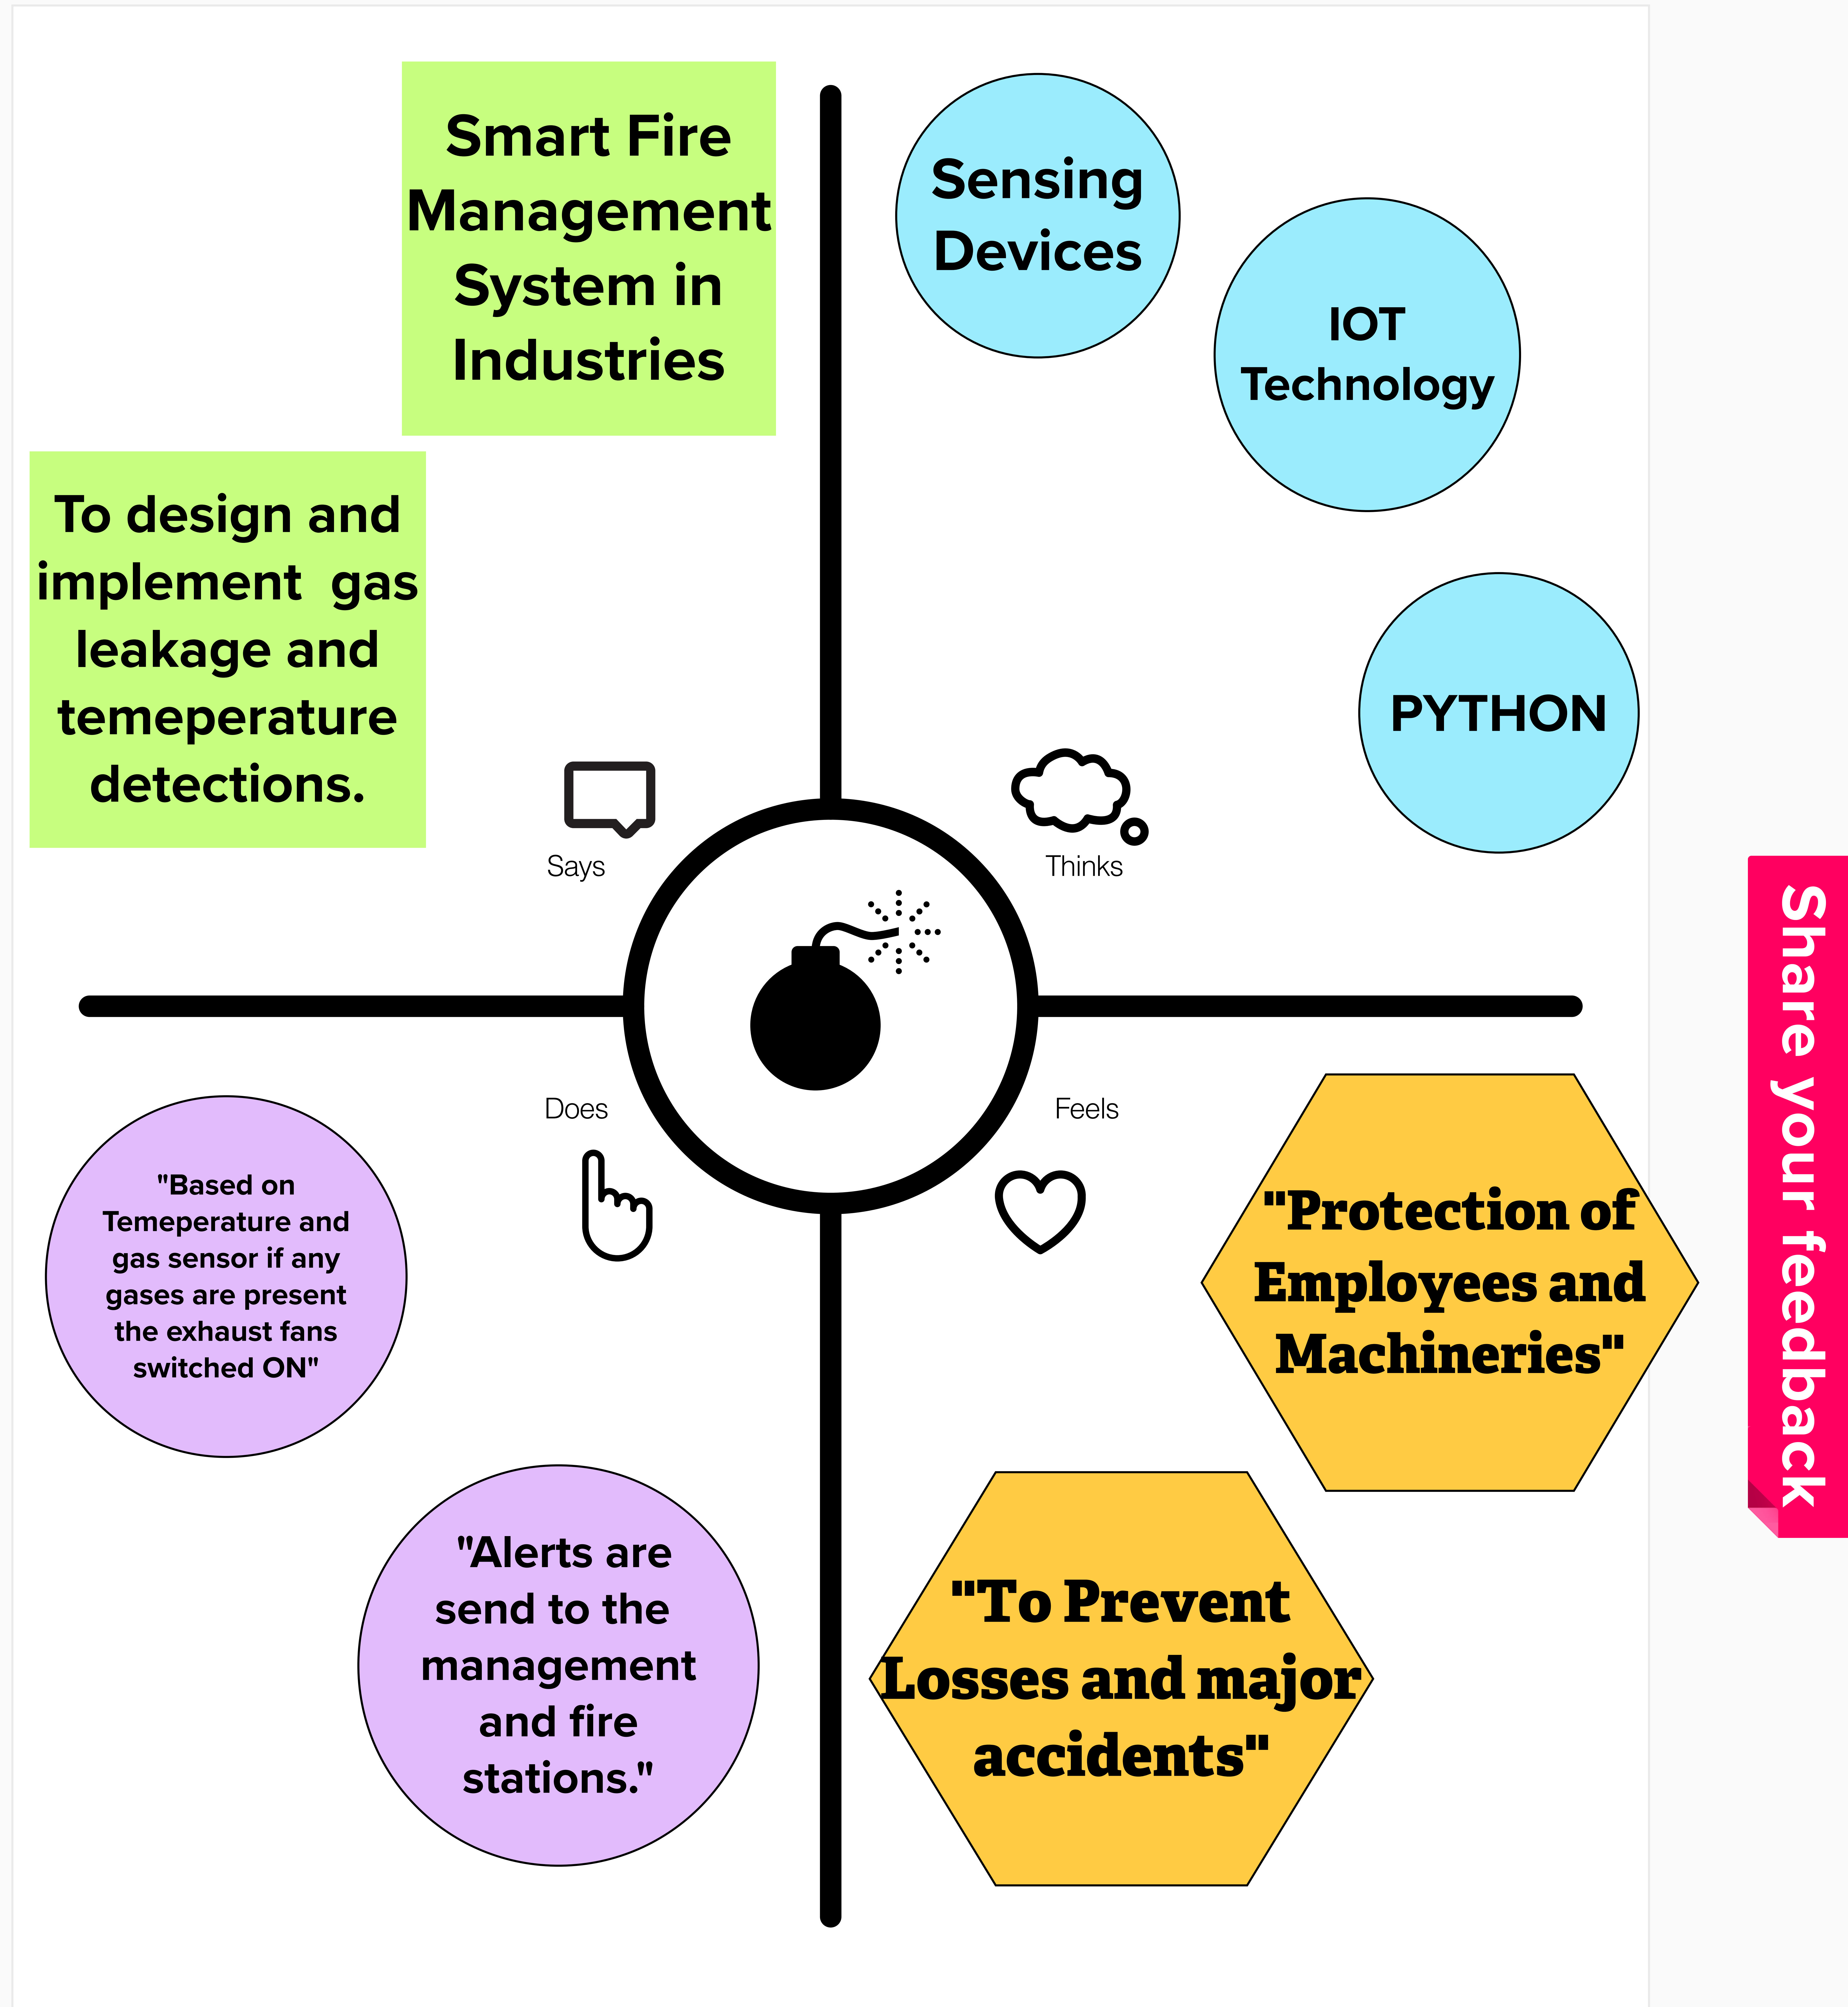 Smart Fire
Management
System in
Industries
To design and
implement  gas
leakage and
temeperature
detections.
Says
Sensing
Devices
IOT
Technology
PYTHON
Thinks
Does
"Based on
Temeperature and
gas sensor if any
gases are present
the exhaust fans
switched ON"
"Alerts are
send to the
management
and fire
stations."
Feels
"Protection of
Employees and
Machineries"
"To Prevent
Losses and major
accidents"
Share your feedback